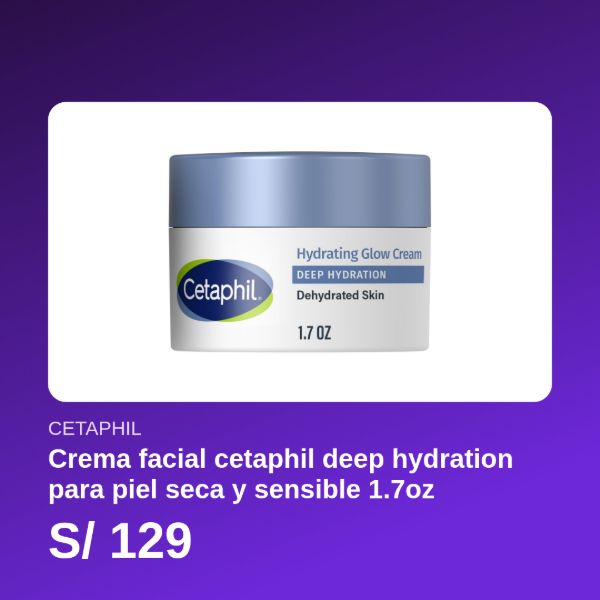 Hydrating Glow Cream
DEEP HYDRATION
Cetaphil
Dehydrated Skin
1.7 OZ
CETAPHIL
Crema facial cetaphil deep hydration
para piel seca y sensible 1.7oz
S/ 129